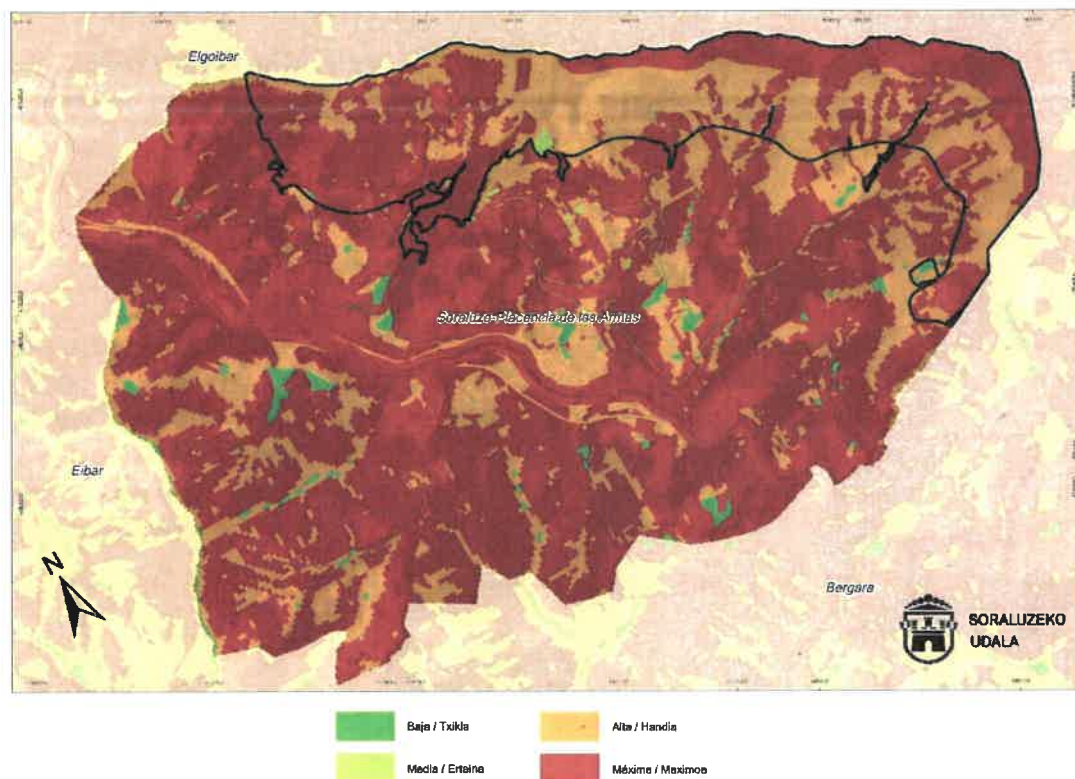 Elgoibar
Soraluze-Placencia de las Armas
Eibar
N
Bergara
SORALUZEKO
UDALA
Baja / Txikia
Alta / Handia
Media / Ertaina
Máxima / Maximoa